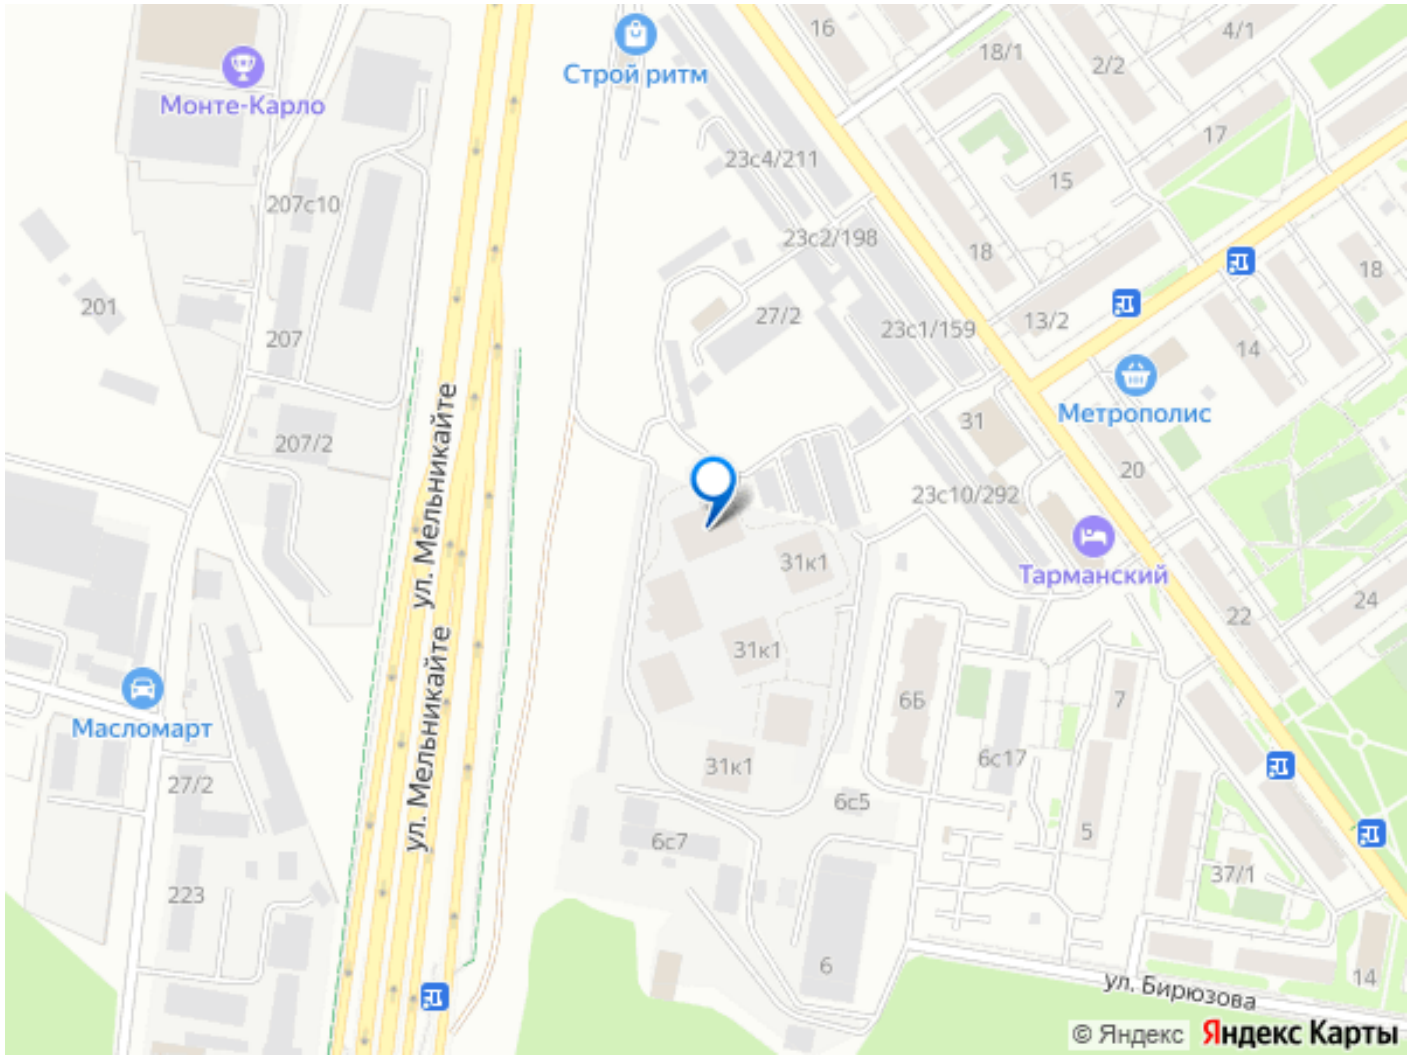 16
4/1
18/1
2/2
Строй ритм
Монте-Карло
17
23с4/211
15
207с10
23с2/198
18
18
201
27/2
13/2
23с1/159
207
14
ул. Мельникайте
Метрополис
31
207/2
20
23с10/292
31к1
Тарманский
24
22
31к1
ул. Мельникайте
6Б
7
Масломарт
6с17
31к1
27/2
6с5
5
6с7
37/1
223
6
14
ул. Бирюзова
© Яндекс Яндекс Карты